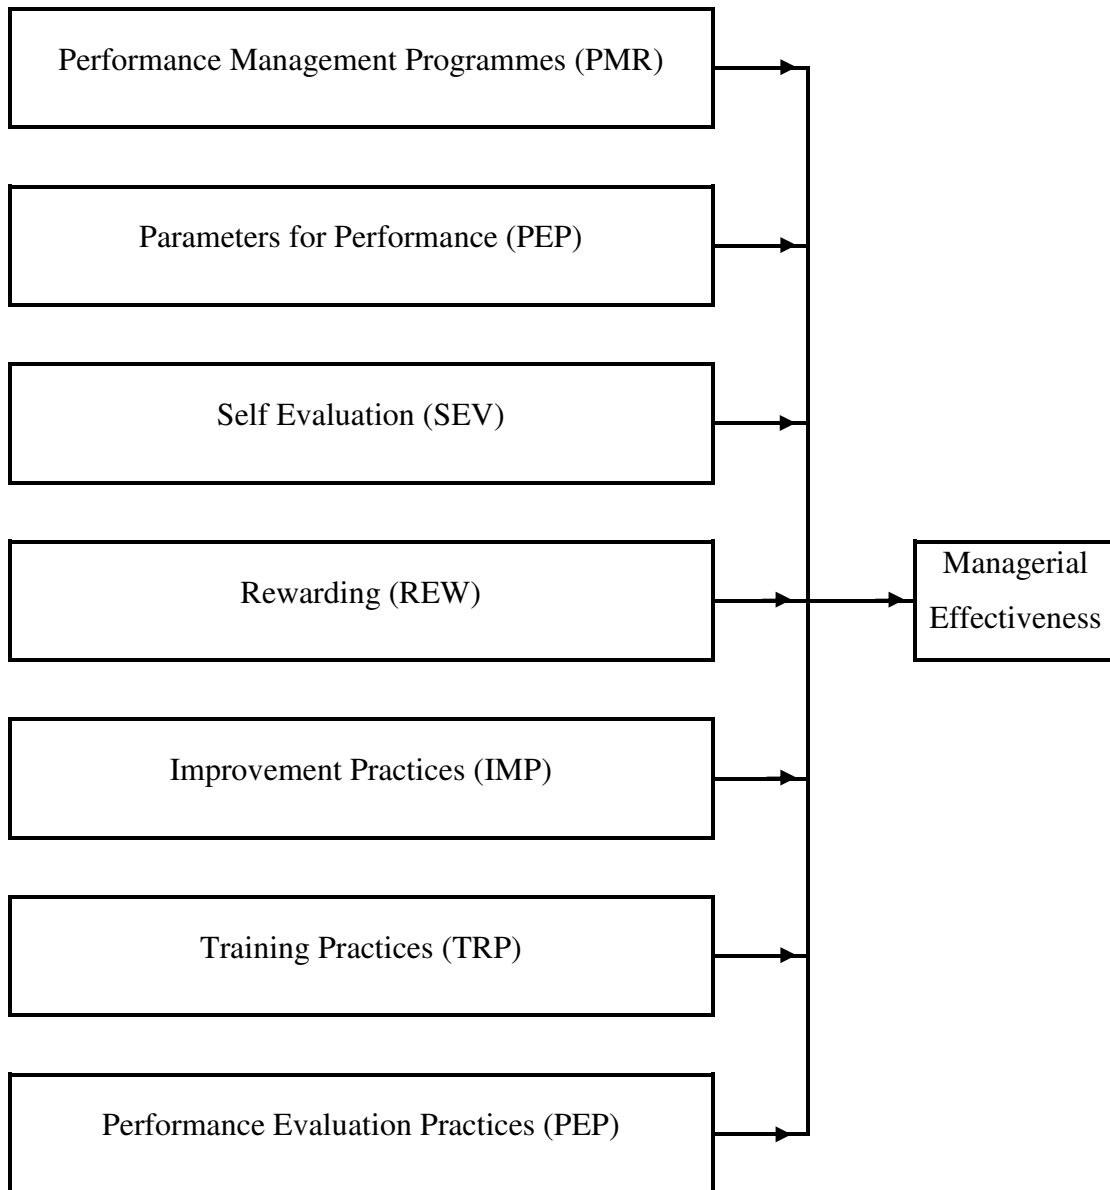 Performance Management Programmes (PMR)
Parameters for Performance (PEP)
Self Evaluation (SEV)
Rewarding (REW)
Managerial
Effectiveness
Improvement Practices (IMP)
Training Practices (TRP)
Performance Evaluation Practices (PEP)